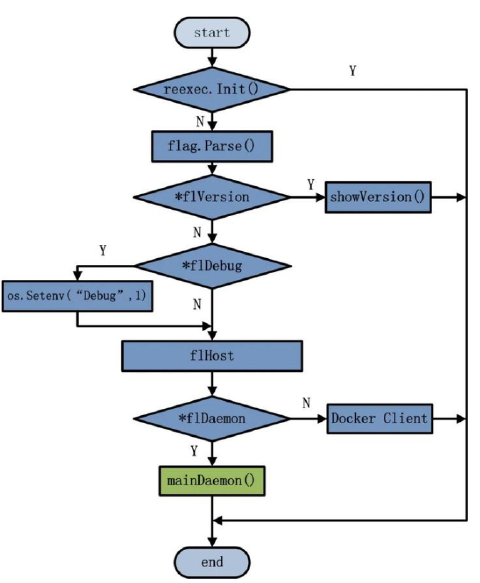 start
Y
reexec.Init()
N
flag.Parse()
*flVersion
Y
showVersion()
N
Y
*flDebug
os.Setenv(“Debug”,1)
N
flHost
*flDaemon
N
Docker Client
Y
mainDaemon()
end